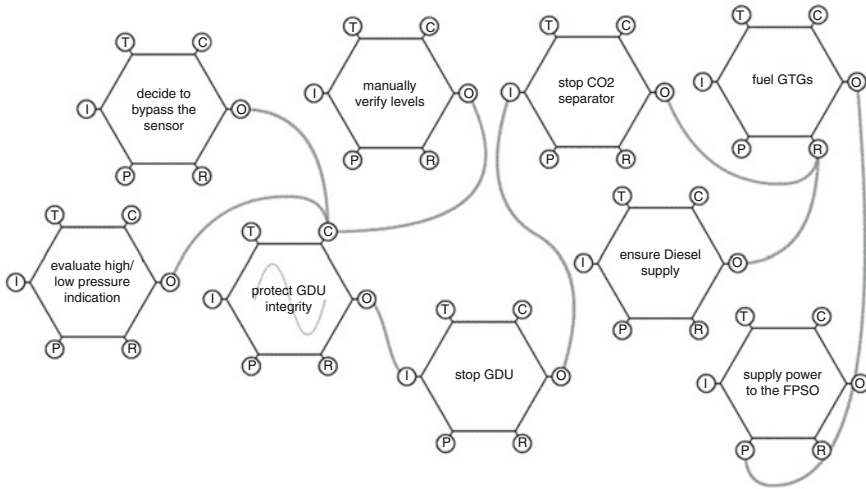 T
C
I
decide to
bypass the
sensor
O
P
R
T
C
I
manually
verify levels
O
P
R
T
C
I
stop CO2
separator
O
P
R
T
C
I
fuel GTGs
O
P
R
T
C
I
evaluate high/
low pressure
indication
O
P
R
T
C
I
protect GDU
integrity
O
P
R
T
C
I
stop GDU
O
P
R
T
C
I
ensure Diesel
supply
O
P
R
T
C
I
supply power
to the FPSO
O
P
R